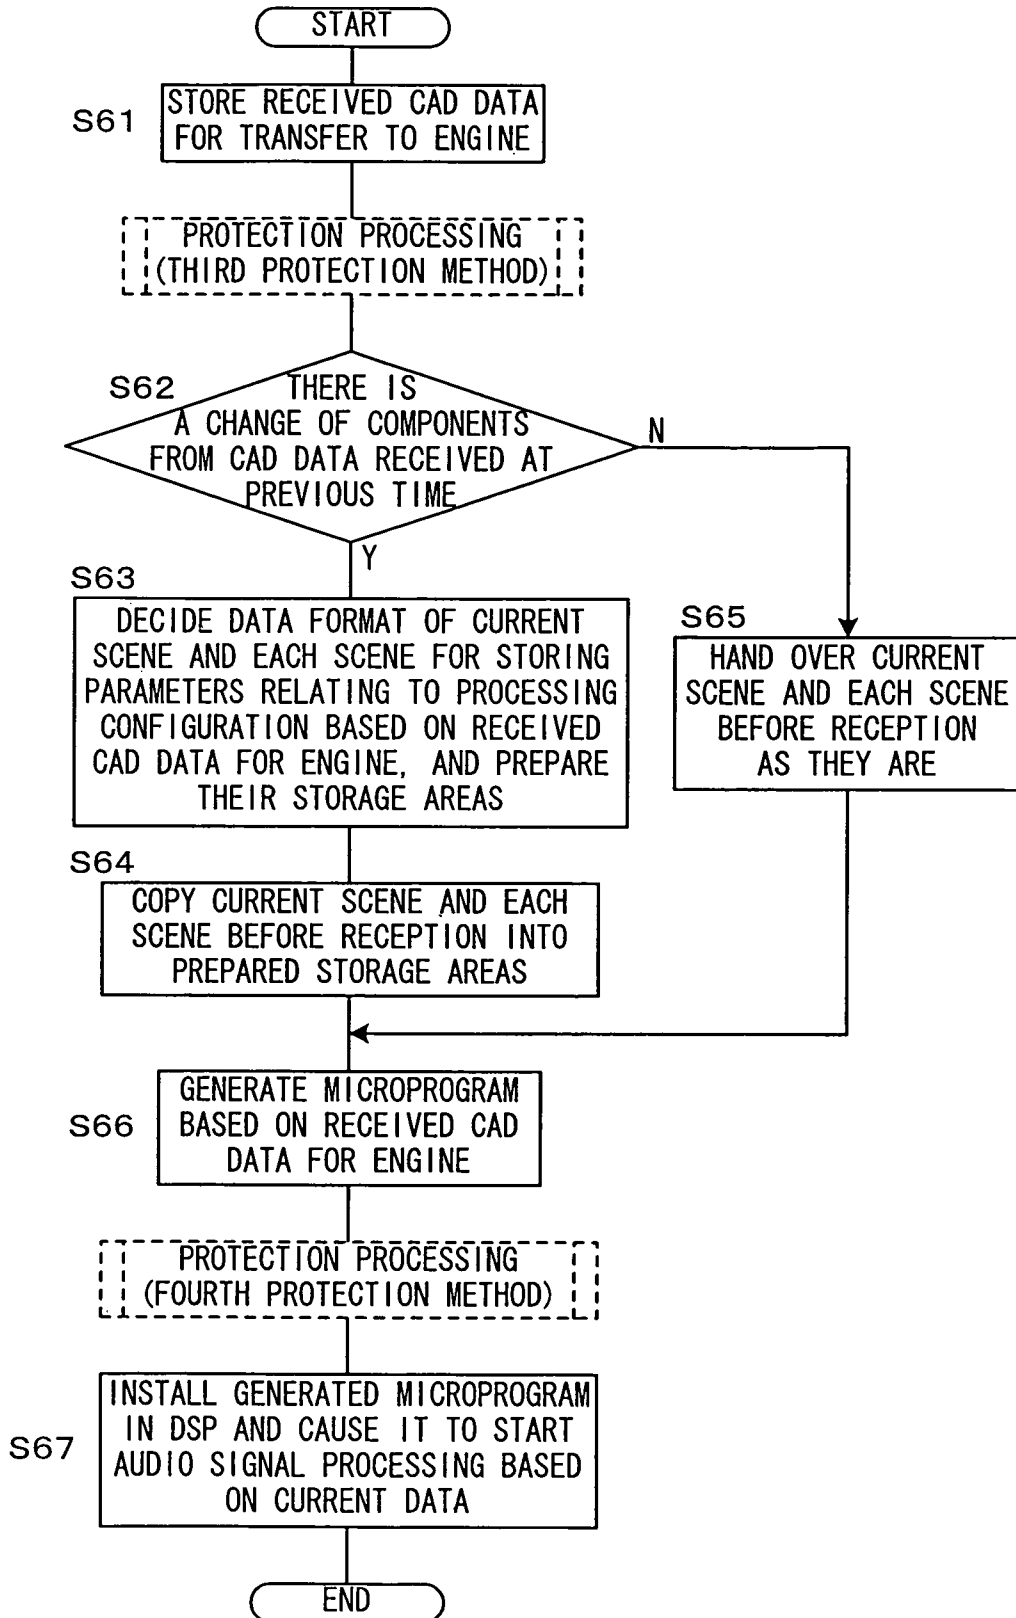 START
S61
STORE RECEIVED CAD DATA
FOR TRANSFER TO ENGINE
PROTECTION PROCESSING
(THIRD PROTECTION METHOD)
S62
THERE IS
A CHANGE OF COMPONENTS
FROM CAD DATA RECEIVED AT
PREVIOUS TIME
N
Y
S63
DECIDE DATA FORMAT OF CURRENT
SCENE AND EACH SCENE FOR STORING
PARAMETERS RELATING TO PROCESSING
CONFIGURATION BASED ON RECEIVED
CAD DATA FOR ENGINE, AND PREPARE
THEIR STORAGE AREAS
S65
HAND OVER CURRENT
SCENE AND EACH SCENE
BEFORE RECEPTION
AS THEY ARE
S64
COPY CURRENT SCENE AND EACH
SCENE BEFORE RECEPTION INTO
PREPARED STORAGE AREAS
S66
GENERATE MICROPROGRAM
BASED ON RECEIVED CAD
DATA FOR ENGINE
PROTECTION PROCESSING
(FOURTH PROTECTION METHOD)
S67
INSTALL GENERATED MICROPROGRAM
IN DSP AND CAUSE IT TO START
AUDIO SIGNAL PROCESSING BASED
ON CURRENT DATA
END